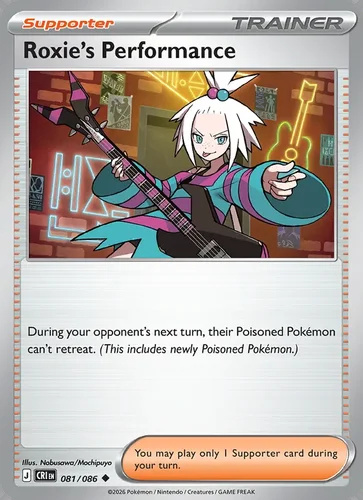 Supporter
TRAINER
Roxie's Performance
During your opponent's next turn, their Poisoned Pokémon
can't retreat. (This includes newly Poisoned Pokémon.)
Illus. Nobusawa/Mochipuyo
J CRI EN 081/086
You may play only 1 Supporter card during
your turn.
©2026 Pokémon / Nintendo / Creatures / GAME FREAK